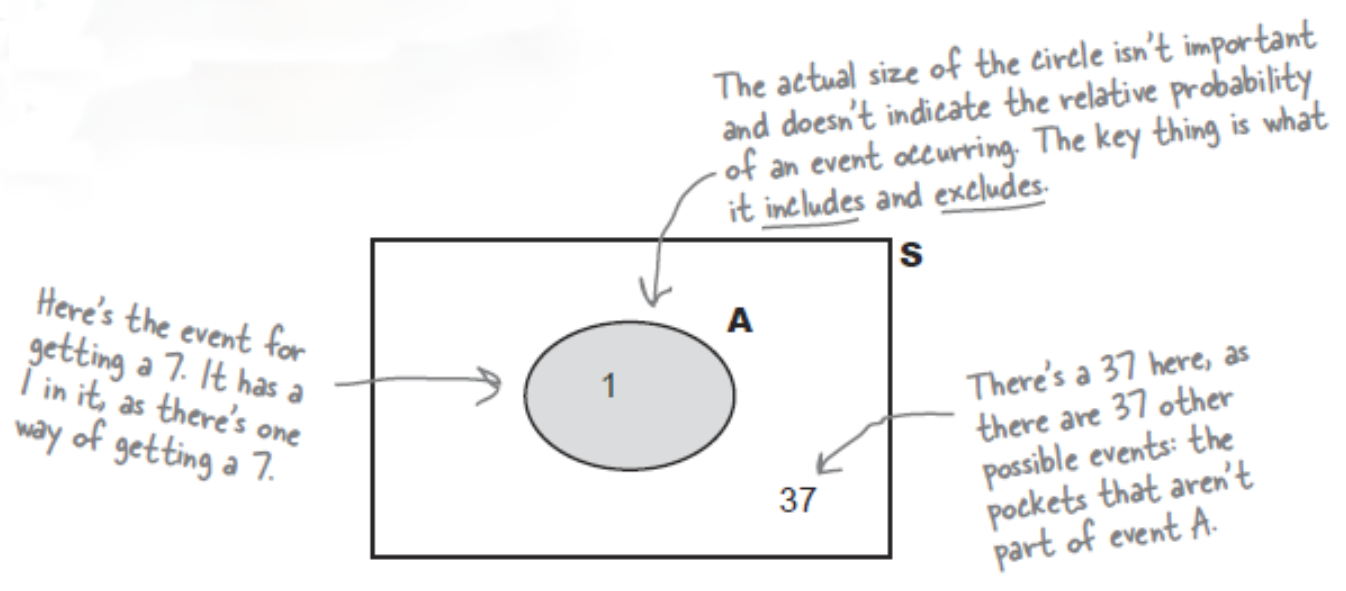 The actual size of the circle isn't important
and doesn't indicate the relative probability
of an event occurring. The key thing is what
it includes and excludes.
S
Here's the event for
getting a 7. It has a
1 in it, as there's one
way of getting a 7.
A
1
There's a 37 here, as
there are 37 other
possible events: the
pockets that aren't
part of event A.
37